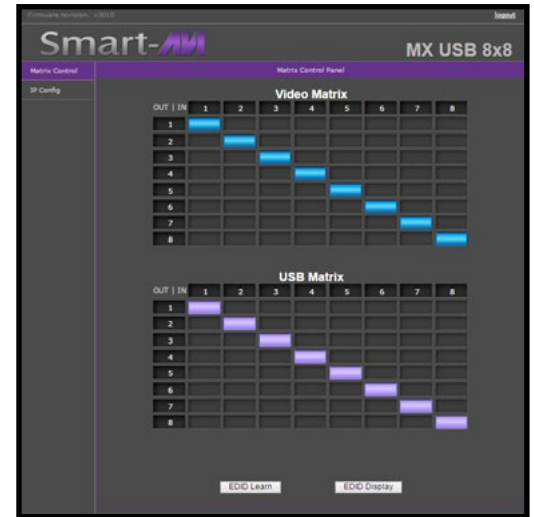 Firmware revision: v3010
logout
Smart-AVI
MX USB 8x8
Matrix Control
Matrix Control Panel
IP Config
Video Matrix
OUT | IN 1 2 3 4 5 6 7 8
1
2
3
4
5
6
7
8
USB Matrix
OUT | IN 1 2 3 4 5 6 7 8
1
2
3
4
5
6
7
8
EDID Learn
EDID Display